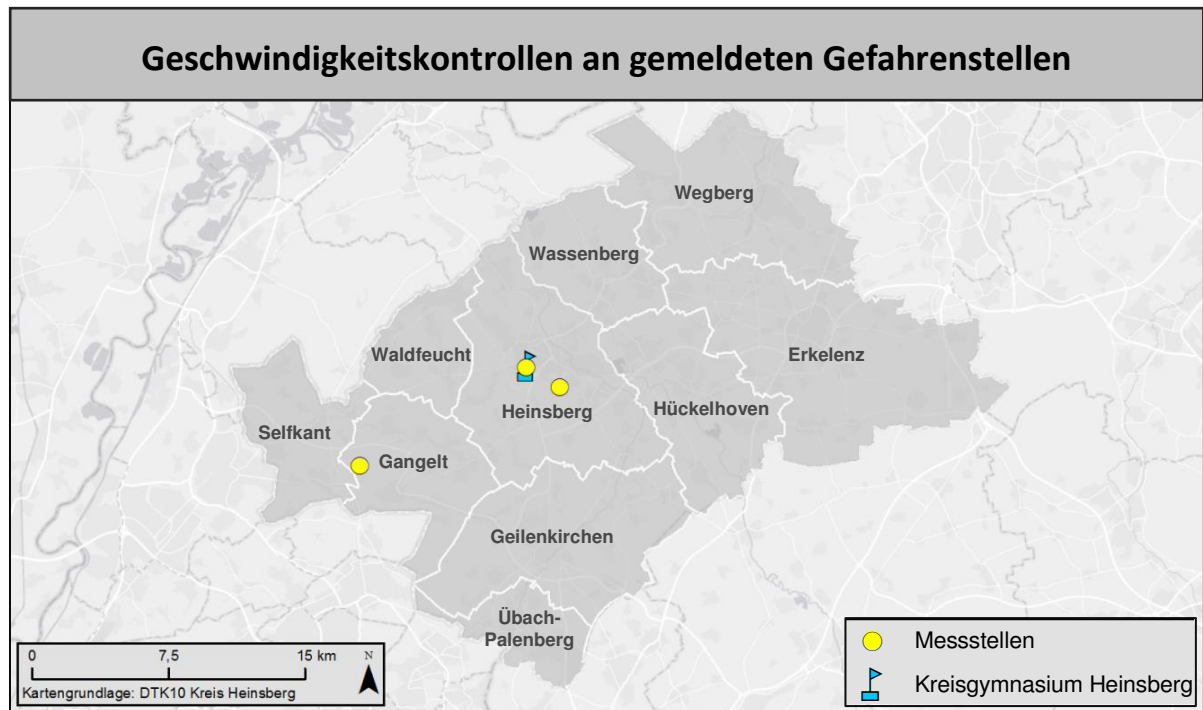 Geschwindigkeitskontrollen an gemeldeten Gefahrenstellen
Wegberg
Wassenberg
Waldfeucht
Erkelenz
Heinsberg
Hückelhoven
Selfkant
Gangelt
Geilenkirchen
Übach-
Palenberg
0 7,5 15 km N
Kartengrundlage: DTK10 Kreis Heinsberg
Messstellen
Kreisgymnasium Heinsberg